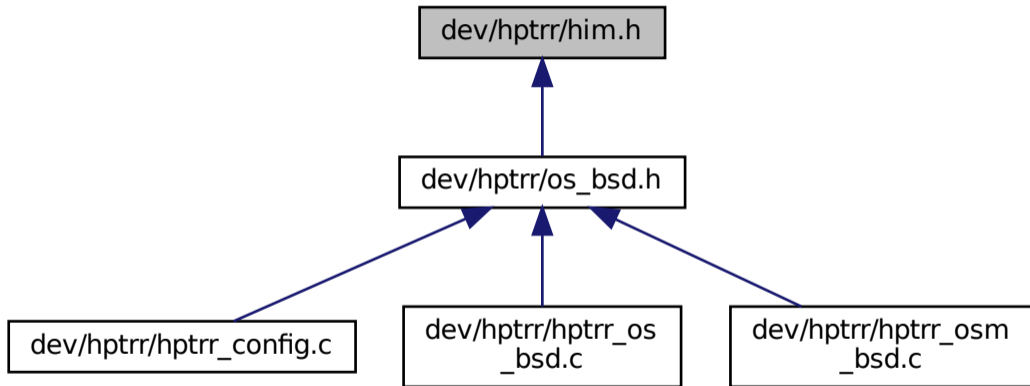 dev/hptrr/him.h
dev/hptrr/os_bsd.h
dev/hptrr/hptrr_config.c
dev/hptrr/hptrr_os
_bsd.c
dev/hptrr/hptrr_osm
_bsd.c